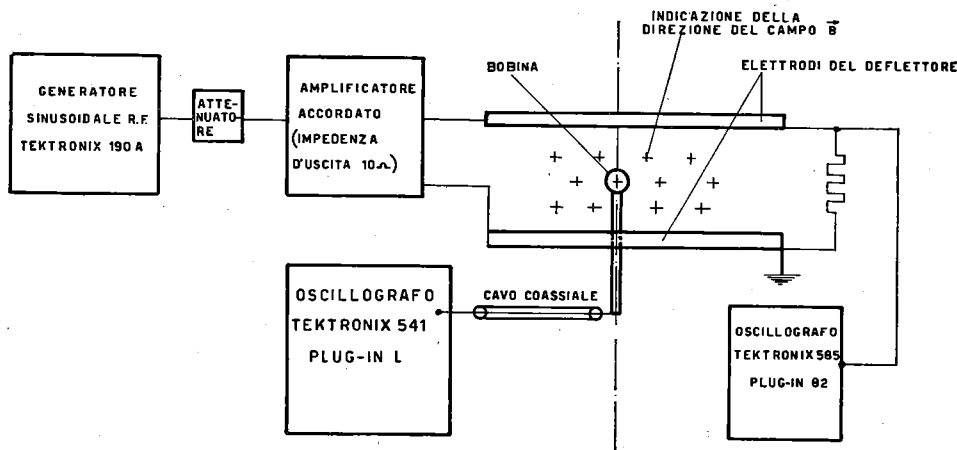 INDICAZIONE DELLA
DIREZIONE DEL CAMPO B⃗
BOBINA
ELETTRODI DEL DEFLETTORE
GENERATORE
SINUSOIDALE R.F.
TEKTRONIX 190 A
ATTE-
NUATO
RE
AMPLIFICATORE
ACCORDATO
(IMPEDENZA
D'USCITA 10Ω)
OSCILLOGRAFO
TEKTRONIX 541
PLUG-IN L
CAVO COASSIALE
OSCILLOGRAFO
TEKTRONIX 585
PLUG-IN 82